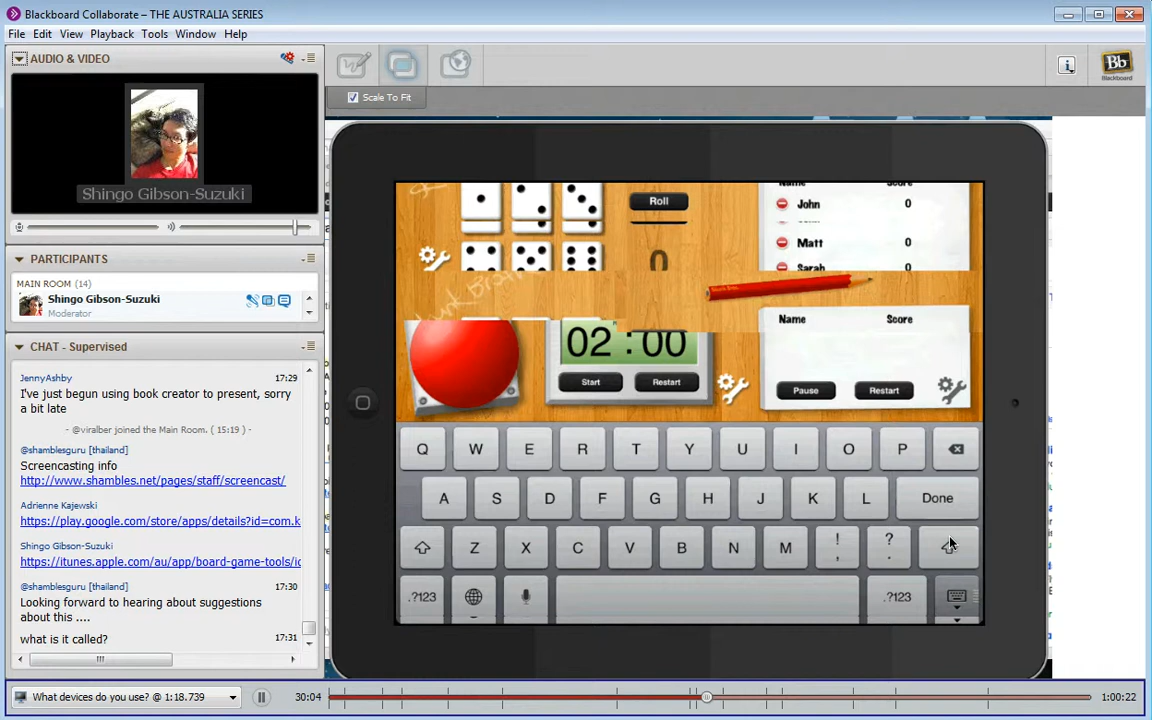 Blackboard Collaborate – THE AUSTRALIA SERIES
File Edit View Playback Tools Window Help
AUDIO & VIDEO
Shingo Gibson-Suzuki
PARTICIPANTS
MAIN ROOM (14)
Shingo Gibson-Suzuki
Moderator
CHAT - Supervised
JennyAshby 17:29
I've just begun using book creator to present, sorry
a bit late
- @viralber joined the Main Room. ( 15:19 ) -
@shamblesguru [thailand]
Screencasting info
http://www.shambles.net/pages/staff/screencast/
Adrienne Kajewski
https://play.google.com/store/apps/details?id=com.k
Shingo Gibson-Suzuki
https://itunes.apple.com/au/app/board-game-tools/id
@shamblesguru [thailand] 17:30
Looking forward to hearing about suggestions
about this ....
what is it called? 17:31
What devices do you use? @ 1:18.739
30:04
1:00:22
Bb
Blackboard
i
Scale To Fit
Roll
0
Name Score
John 0
Matt 0
Sarah 0
02 : 00
Start Restart
Name Score
Pause Restart
Q W E R T Y U I O P
A S D F G H J K L Done
Z X C V B N M ! , ? .
.?123 .?123